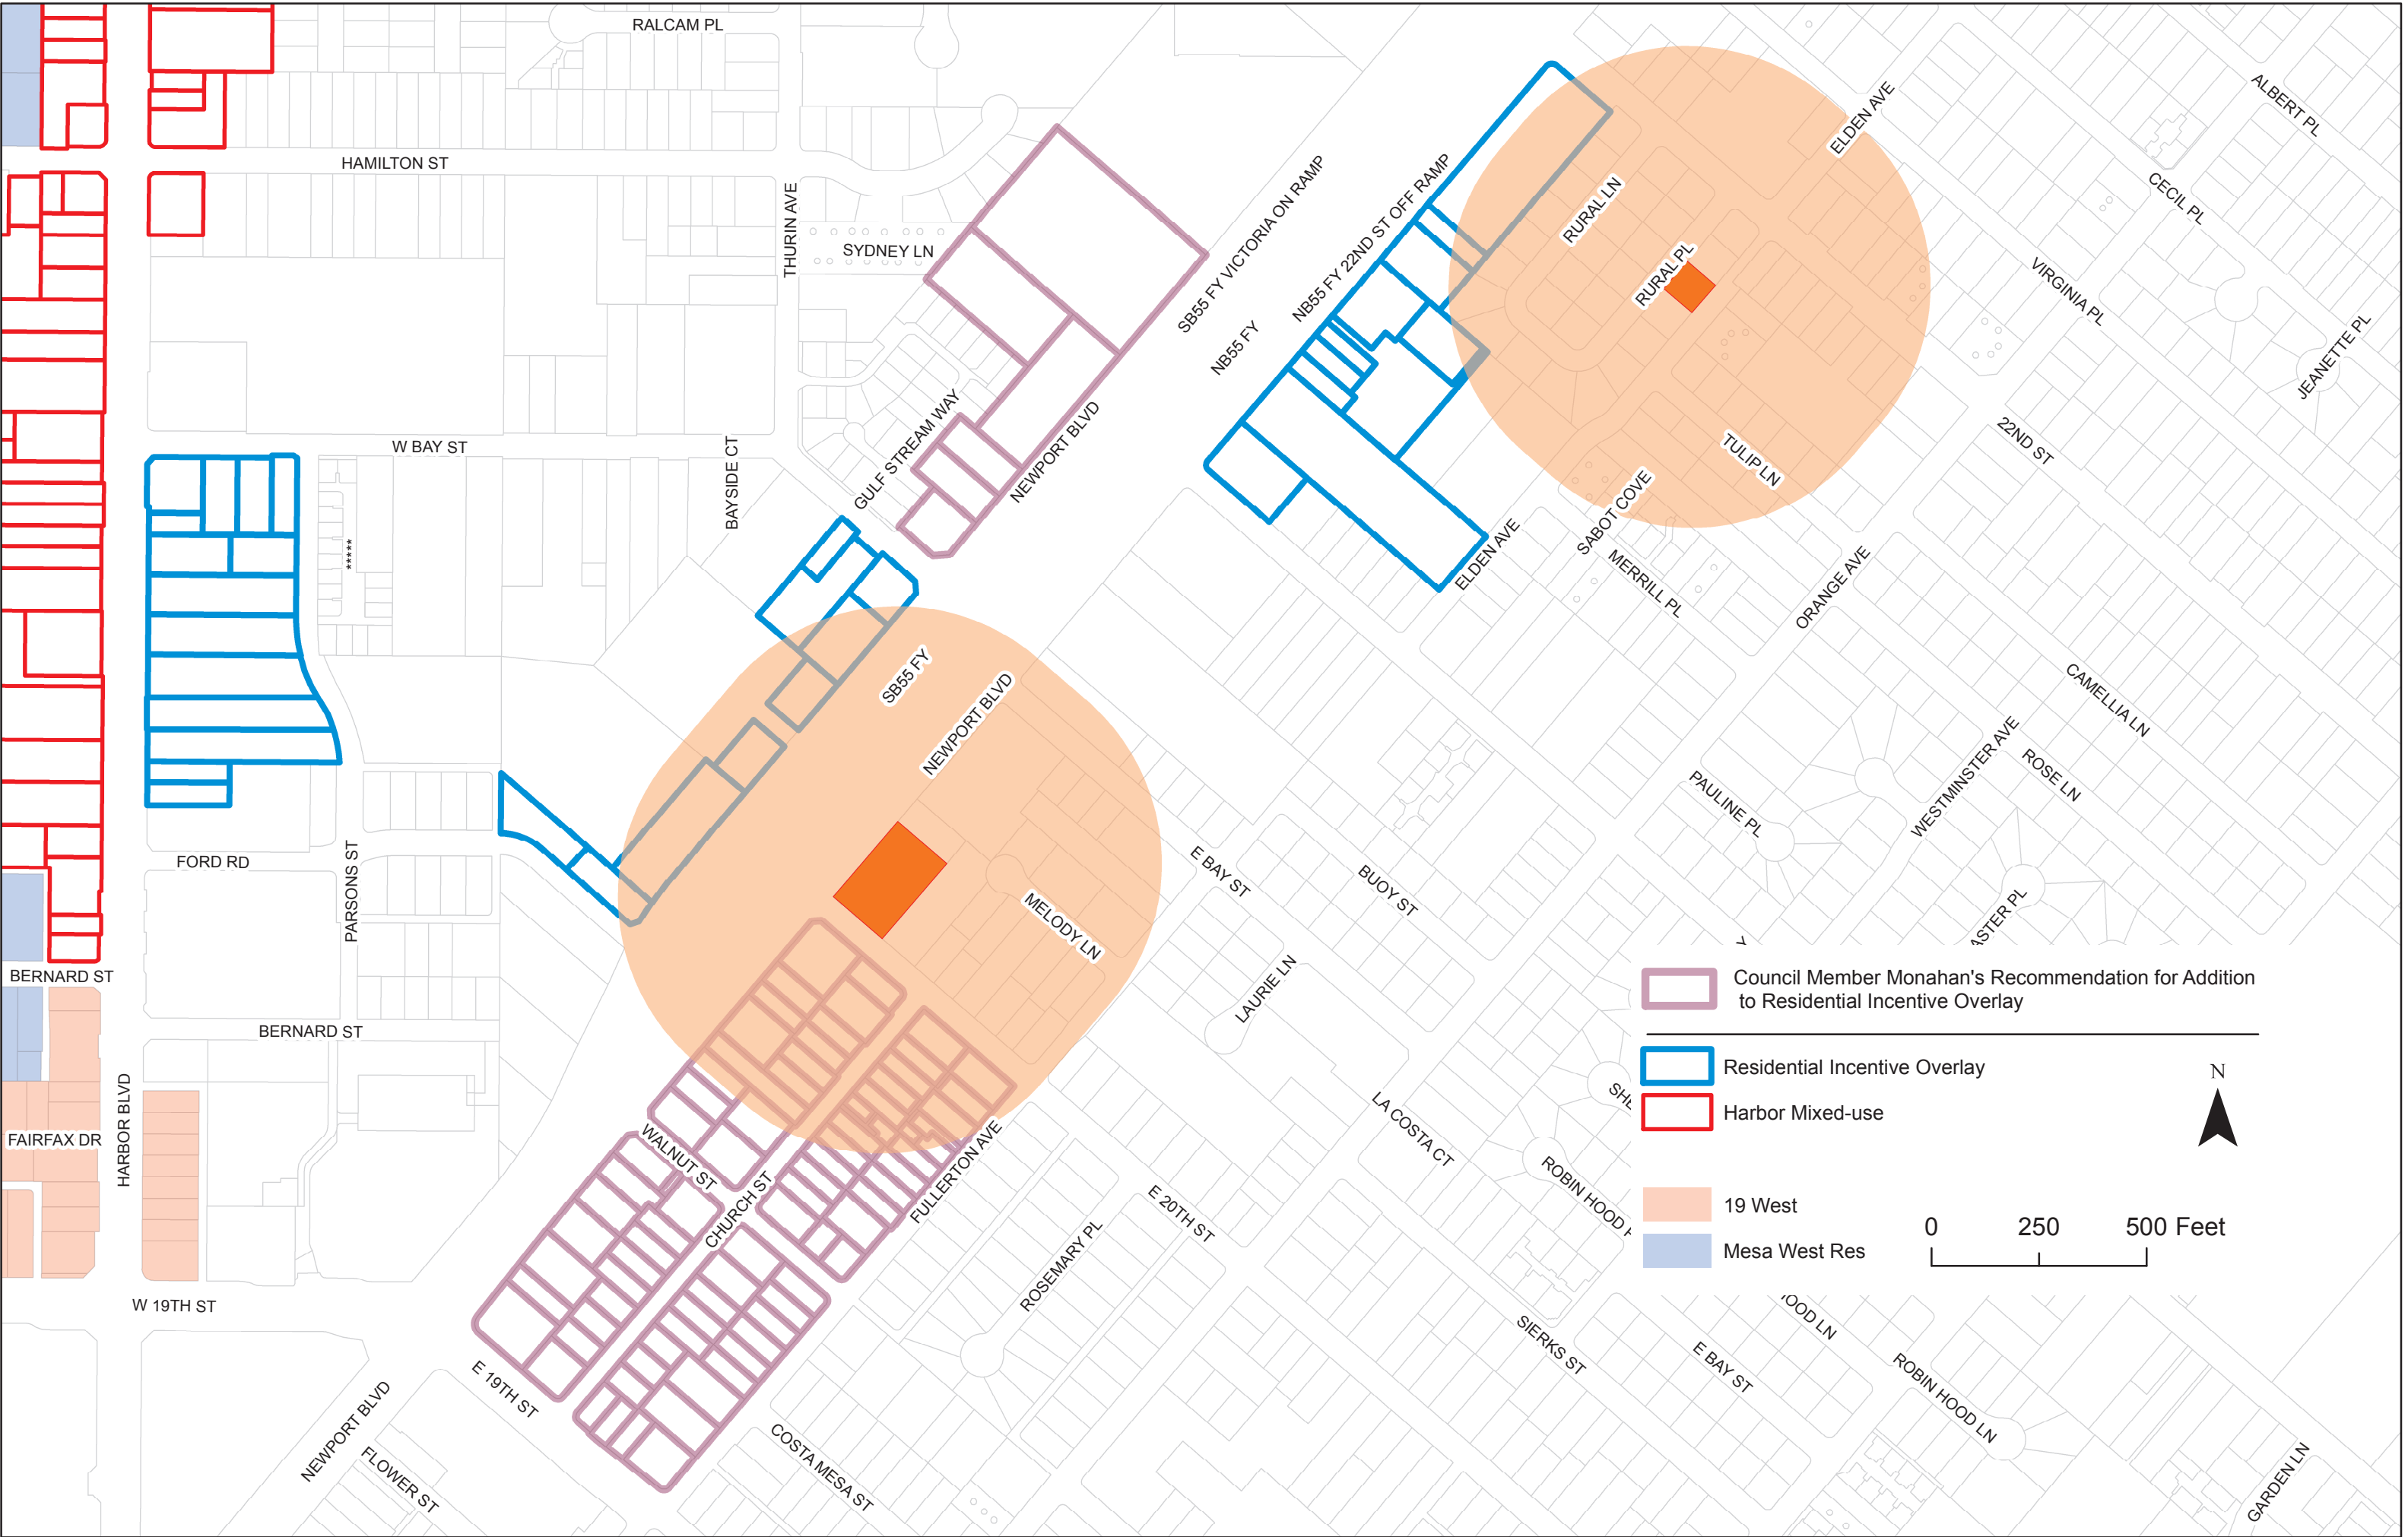 RALCAM PL
ALBERT PL
ELDEN AVE
HAMILTON ST
CECIL PL
THURIN AVE
RURAL LN
SB55 FY VICTORIA ON RAMP
NB55 FY 22ND ST OFF RAMP
SYDNEY LN
RURAL PL
VIRGINIA PL
NB55 FY
JEANETTE PL
GULF STREAM WAY
NEWPORT BLVD
W BAY ST
BAYSIDE CT
22ND ST
TULIP LN
SABOT COVE
ELDEN AVE
*****
MERRILL PL
ORANGE AVE
SB55 FY
NEWPORT BLVD
CAMELLIA LN
WESTMINSTER AVE
ROSE LN
PAULINE PL
FORD RD
PARSONS ST
E BAY ST
BUOY ST
MELODY LN
ASTER PL
Y
LAURIE LN
BERNARD ST
BERNARD ST
Council Member Monahan's Recommendation for Addition
to Residential Incentive Overlay
Residential Incentive Overlay
Harbor Mixed-use
N
SHE
HARBOR BLVD
FAIRFAX DR
WALNUT ST
CHURCH ST
FULLERTON AVE
LA COSTA CT
ROBIN HOOD P
E 20TH ST
ROSEMARY PL
19 West
Mesa West Res
0 250 500 Feet
W 19TH ST
OOD LN
SIERKS ST
E BAY ST
ROBIN HOOD LN
E 19TH ST
NEWPORT BLVD
FLOWER ST
COSTA MESA ST
GARDEN LN